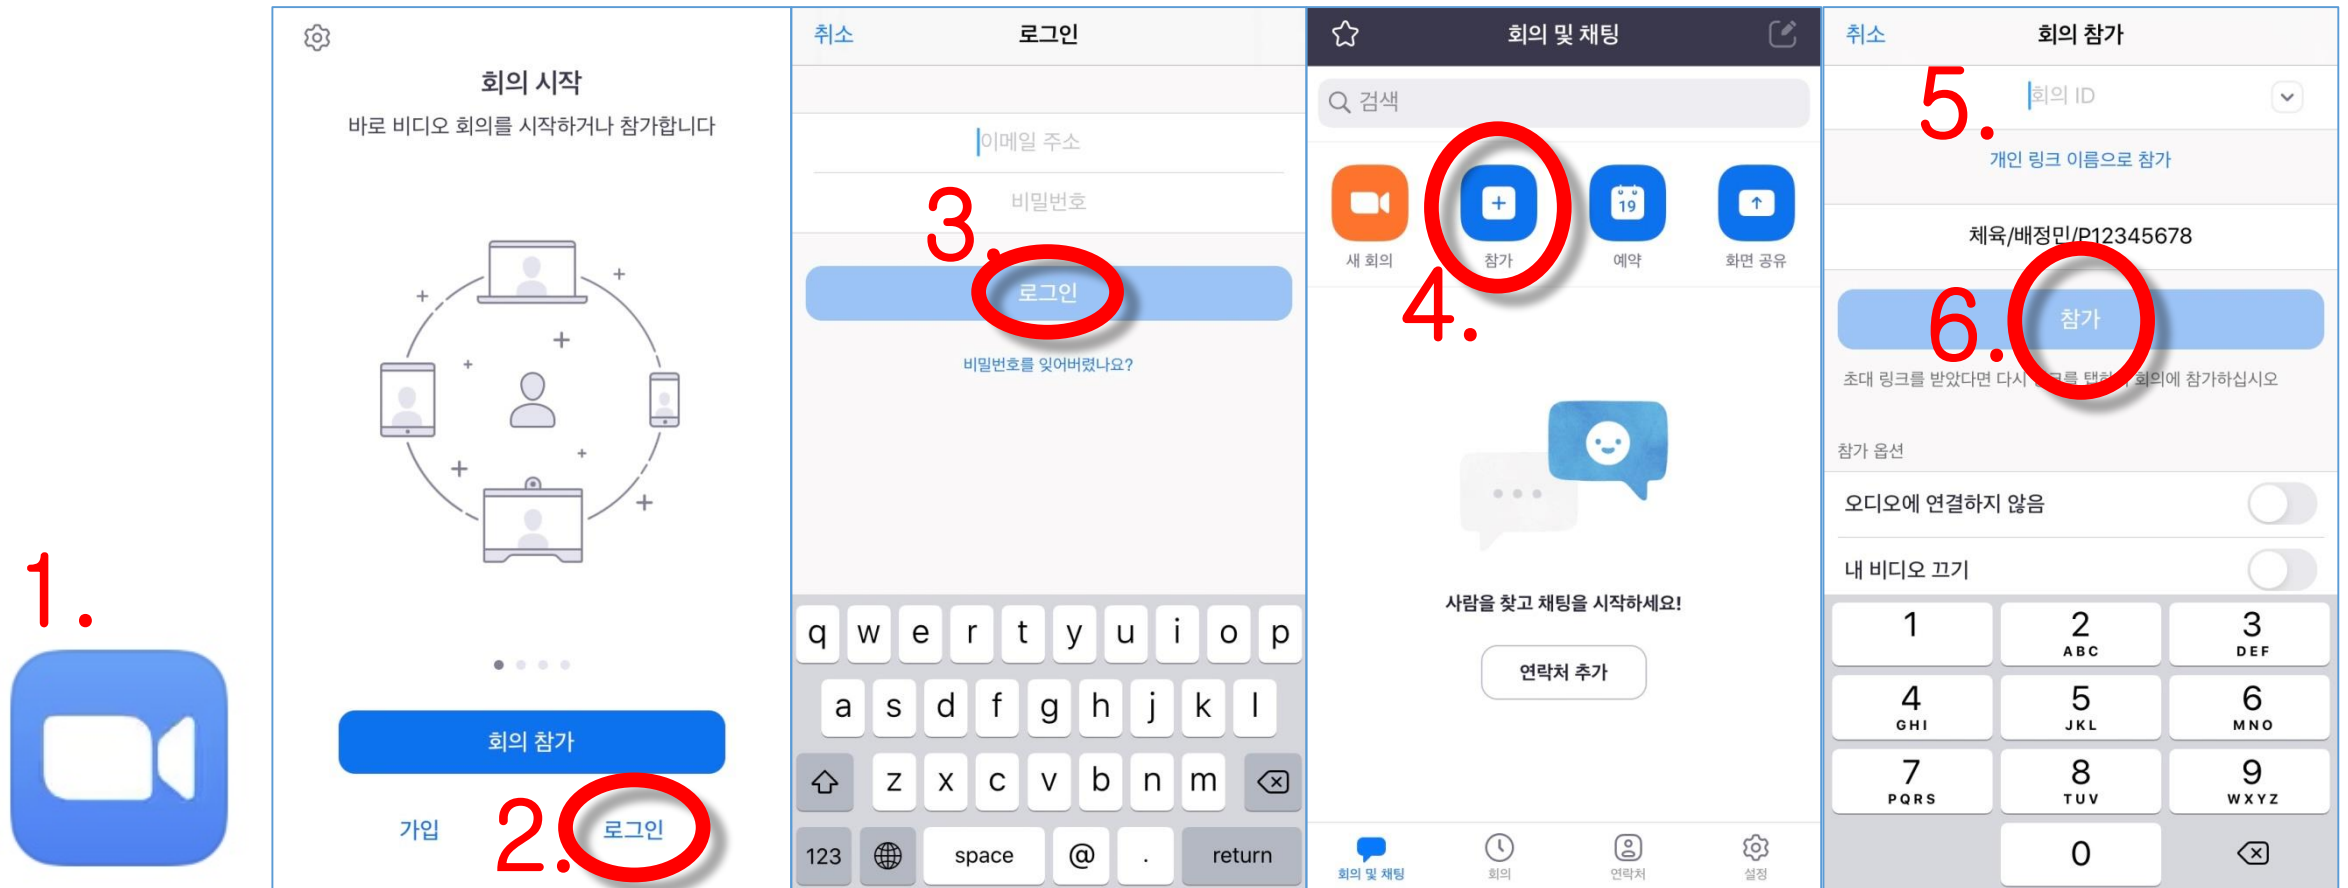 1.
회의 시작
바로 비디오 회의를 시작하거나 참가합니다
회의 참가
가입
2.
로그인
취소
로그인
이메일 주소
비밀번호
3.
로그인
비밀번호를 잊어버렸나요?
q w e r t y u i o p
a s d f g h j k l
z x c v b n m
123 space @ . return
회의 및 채팅
검색
19
새 회의 참가 예약 화면 공유
4.
사람을 찾고 채팅을 시작하세요!
연락처 추가
회의 및 채팅 회의 연락처 설정
취소
회의 참가
5.
회의 ID
개인 링크 이름으로 참가
체육/배정민/P12345678
6.
참가
초대 링크를 받았다면 다시 링크를 탭하여 회의에 참가하십시오
참가 옵션
오디오에 연결하지 않음
내 비디오 끄기
1 2 3
ABC DEF
4 5 6
GHI JKL MNO
7 8 9
PQRS TUV WXYZ
0